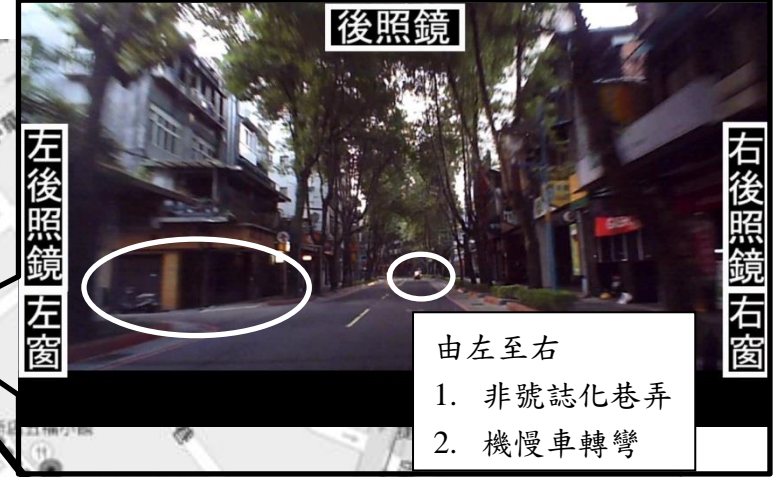 後照鏡
左後照鏡
左窗
右後照鏡
右窗
由左至右
1. 非號誌化巷弄
2. 機慢車轉彎